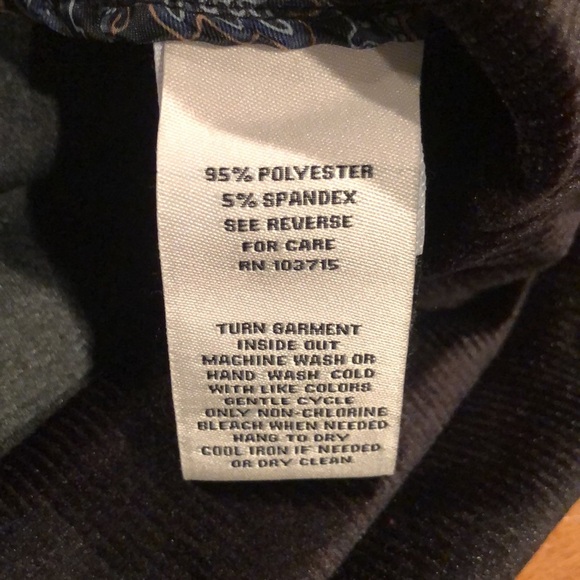 95% POLYESTER
5% SPANDEX
SEE REVERSE
FOR CARE
RN 103715
TURN GARMENT
INSIDE OUT
MACHINE WASH OR
HAND WASH COLD
WITH LIKE COLORS
GENTLE CYCLE
ONLY NON-CHLORINE
BLEACH WHEN NEEDED
HANG TO DRY
COOL IRON IF NEEDED
OR DRY CLEAN